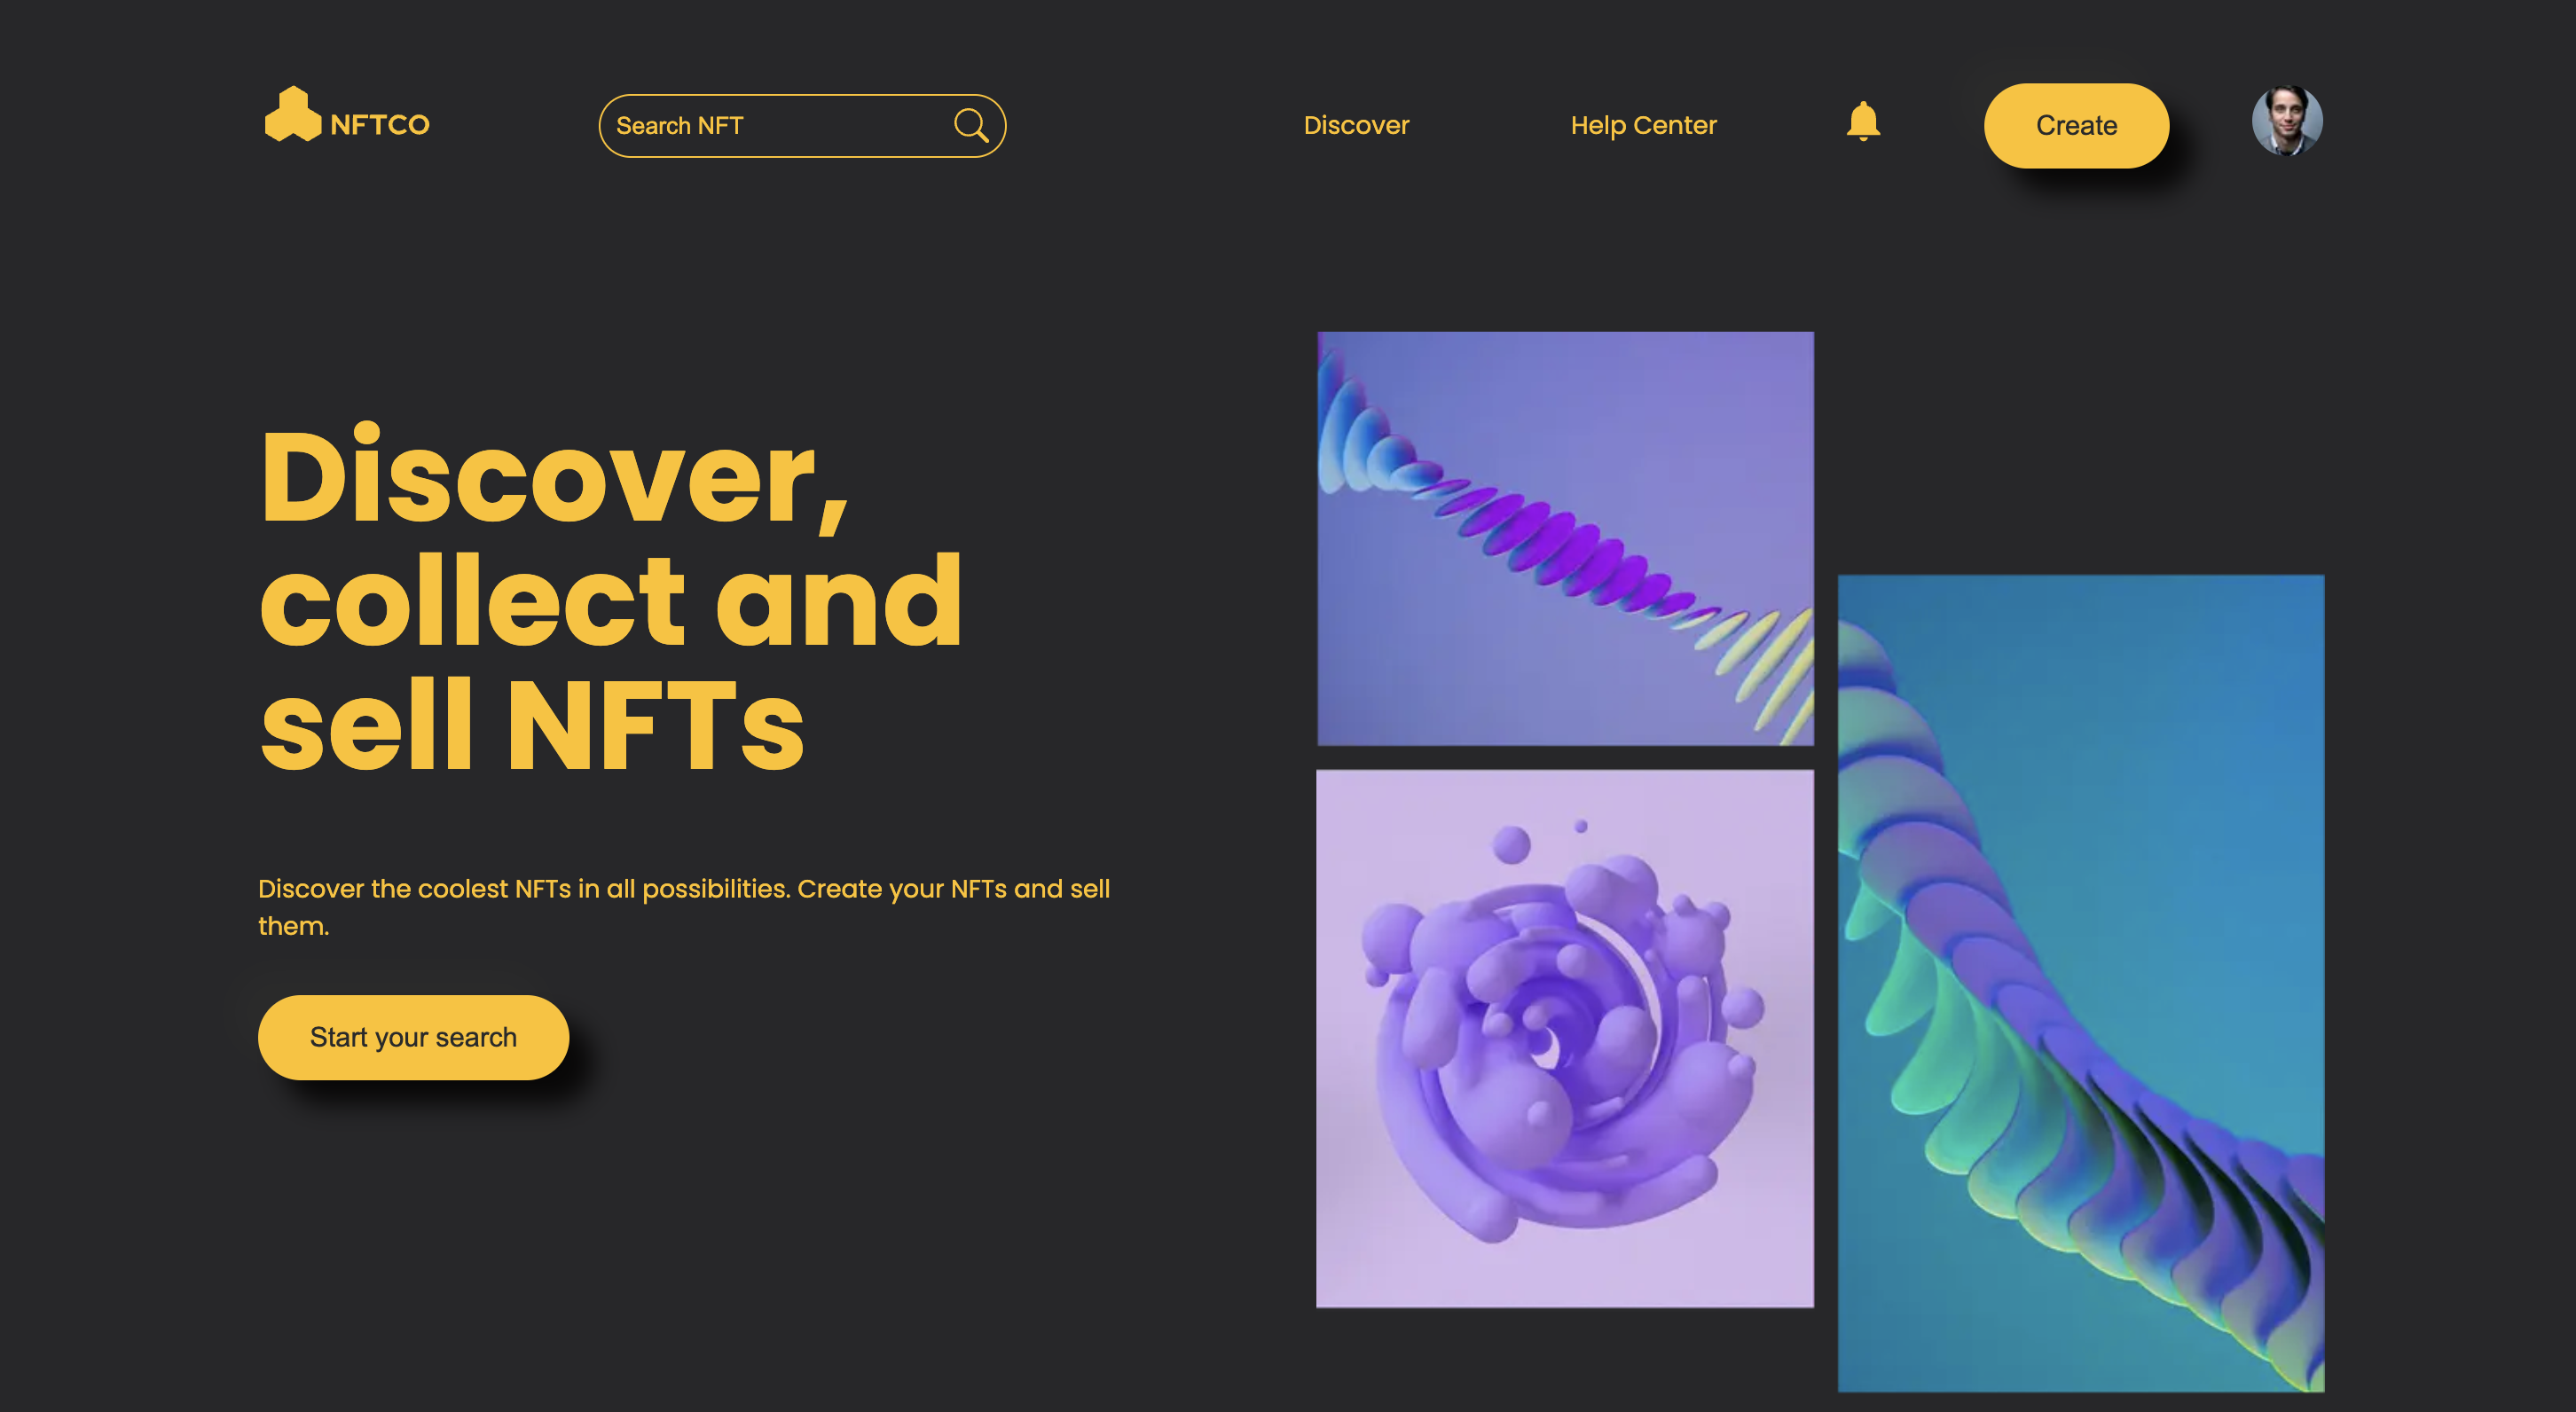 NFTCO
Search NFT
Discover
Help Center
Create
Discover,
collect and
sell NFTs
Discover the coolest NFTs in all possibilities. Create your NFTs and sell
them.
Start your search